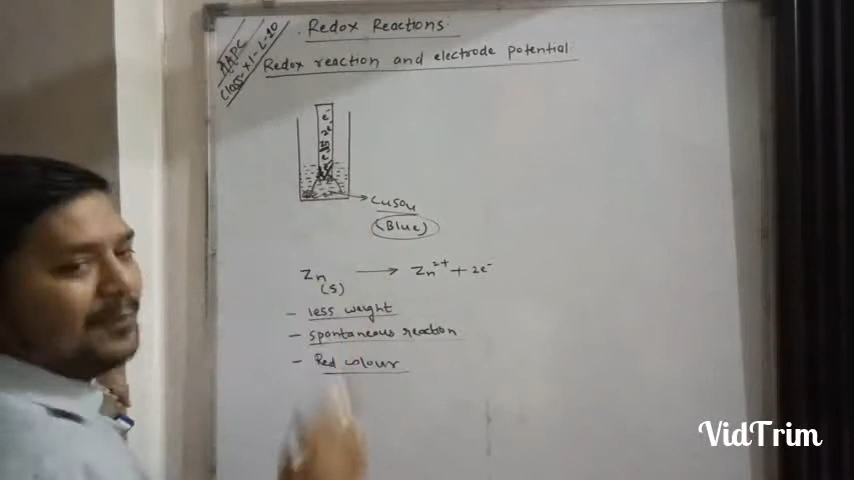 AAPC
Class-XI-L-10
Redox Reactions
Redox reaction and electrode potential
CuSO4
(Blue)
Zn(s) → Zn2+ + 2e-
- less weight
- spontaneous reaction
- Red colour
VidTrim